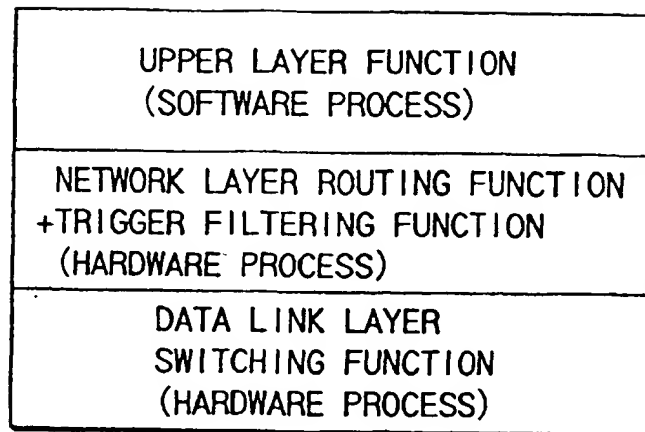 UPPER LAYER FUNCTION
(SOFTWARE PROCESS)
NETWORK LAYER ROUTING FUNCTION
+TRIGGER FILTERING FUNCTION
(HARDWARE PROCESS)
DATA LINK LAYER
SWITCHING FUNCTION
(HARDWARE PROCESS)